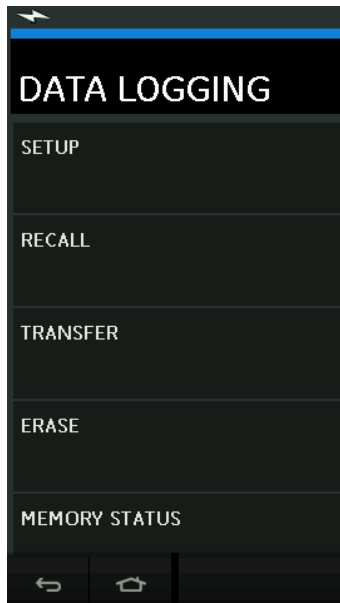 DATA LOGGING
SETUP
RECALL
TRANSFER
ERASE
MEMORY STATUS